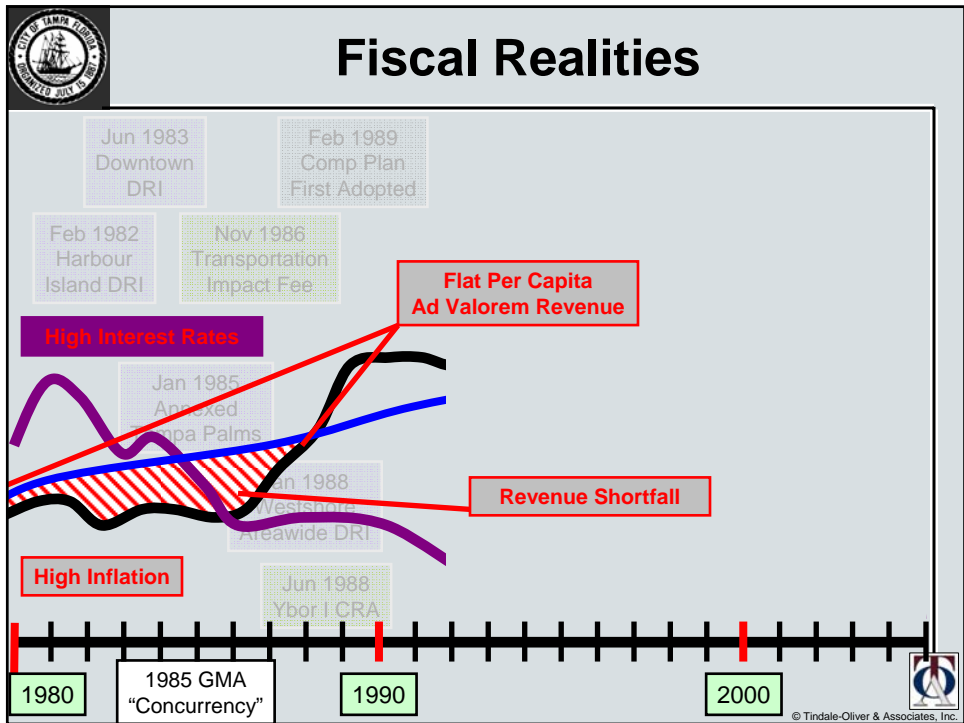 CITY OF TAMPA FLORIDA
ORGANIZED JULY 15 1887
Fiscal Realities
Jun 1983
Downtown
DRI
Feb 1989
Comp Plan
First Adopted
Feb 1982
Harbour
Island DRI
Nov 1986
Transportation
Impact Fee
Flat Per Capita
Ad Valorem Revenue
High Interest Rates
Jan 1985
Annexed
Tampa Palms
Jan 1988
Westshore
Areawide DRI
Revenue Shortfall
High Inflation
Jun 1988
Ybor I CRA
1980
1985 GMA
“Concurrency”
1990
2000
© Tindale-Oliver & Associates, Inc.